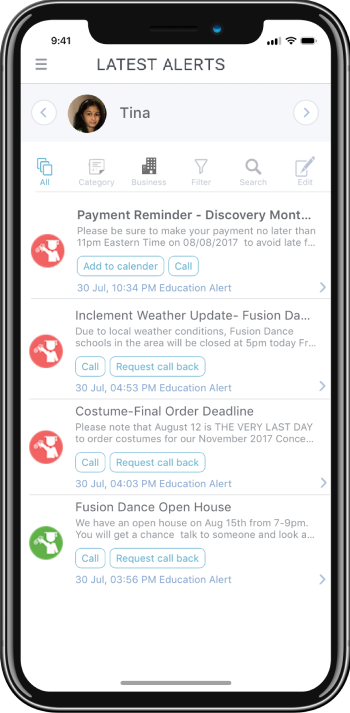 9:41
LATEST ALERTS
Tina
All Category Business Filter Search Edit
Payment Reminder - Discovery Mont...
Please be sure to make your payment no later than
11pm Eastern Time on 08/08/2017 to avoid late f...
Add to calender Call
30 Jul, 10:34 PM Education Alert
Inclement Weather Update- Fusion Da...
Due to local weather conditions, Fusion Dance
schools in the area will be closed at 5pm today Fr...
Call Request call back
30 Jul, 04:53 PM Education Alert
Costume-Final Order Deadline
Please note that August 12 is THE VERY LAST DAY
to order costumes for our November 2017 Conce...
Call Request call back
30 Jul, 04:03 PM Education Alert
Fusion Dance Open House
We have an open house on Aug 15th from 7-9pm.
You will get a chance talk to someone and look a...
Call Request call back
30 Jul, 03:56 PM Education Alert